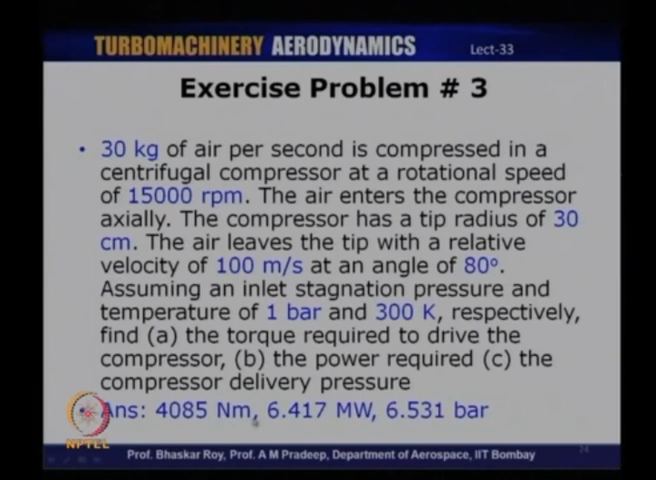 TURBOMACHINERY AERODYNAMICS Lect-33
Exercise Problem # 3
• 30 kg of air per second is compressed in a
centrifugal compressor at a rotational speed
of 15000 rpm. The air enters the compressor
axially. The compressor has a tip radius of 30
cm. The air leaves the tip with a relative
velocity of 100 m/s at an angle of 80°.
Assuming an inlet stagnation pressure and
temperature of 1 bar and 300 K, respectively,
find (a) the torque required to drive the
compressor, (b) the power required (c) the
compressor delivery pressure
Ans: 4085 Nm, 6.417 MW, 6.531 bar
NPTEL
Prof. Bhaskar Roy, Prof. A M Pradeep, Department of Aerospace, IIT Bombay
24